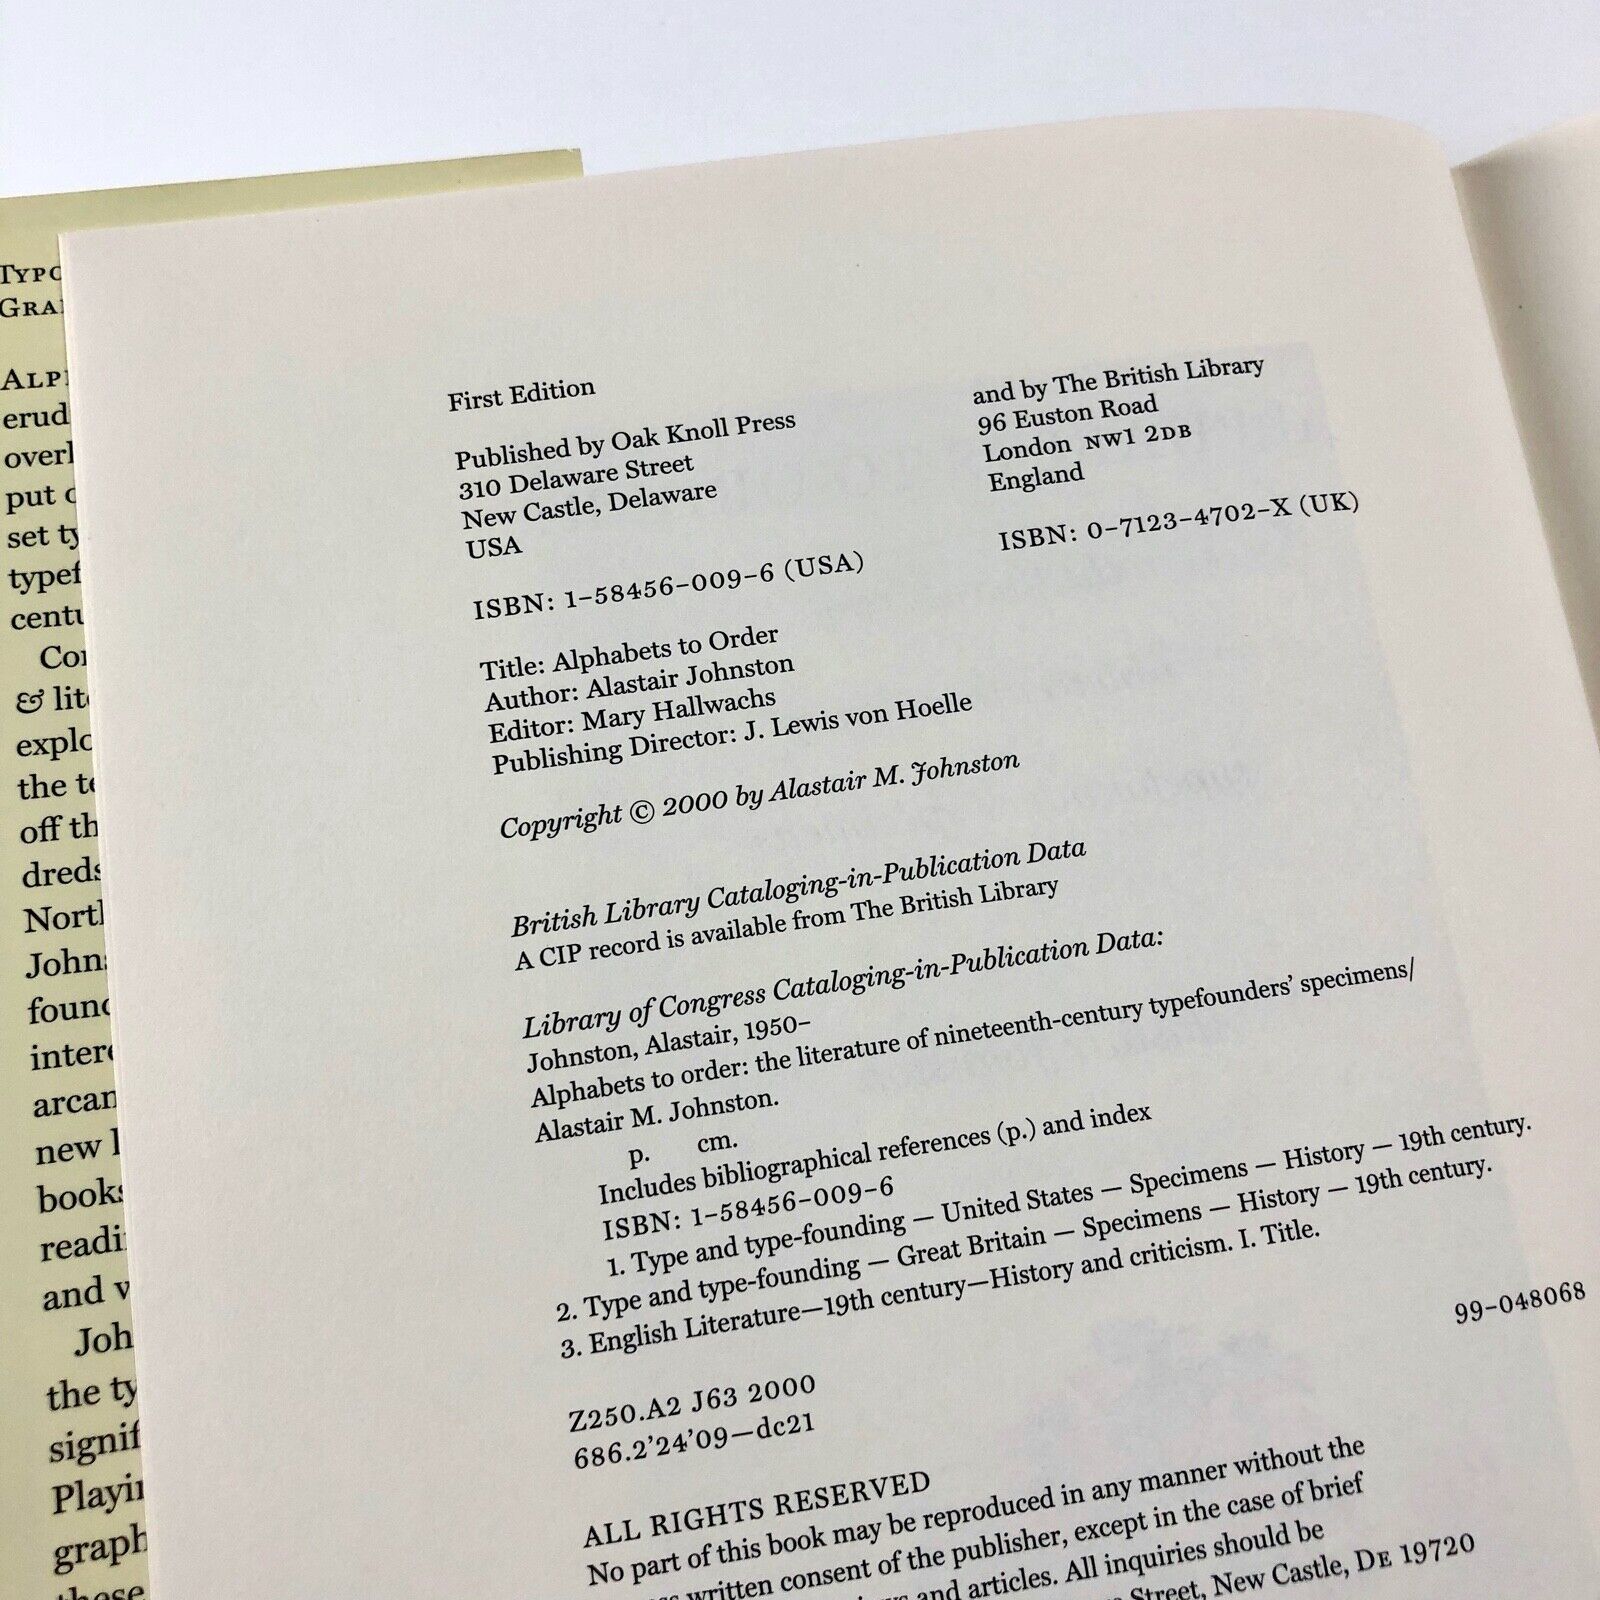 TYPO
GRA
ALP
erud
overl
put o
set ty
typef
centu
Cor
& lite
explo
the te
off th
dreds
North
Johns
found
intere
arcan
new l
books
readi
and v
Joh
the ty
signif
Playin
graph
these
First Edition
Published by Oak Knoll Press
310 Delaware Street
New Castle, Delaware
USA
ISBN: 1–58456–009–6 (USA)
and by The British Library
96 Euston Road
London NW1 2DB
England
ISBN: 0–7123–4702–X (UK)
Title: Alphabets to Order
Author: Alastair Johnston
Editor: Mary Hallwachs
Publishing Director: J. Lewis von Hoelle
Copyright © 2000 by Alastair M. Johnston
British Library Cataloging-in-Publication Data
A CIP record is available from The British Library
Library of Congress Cataloging-in-Publication Data:
Johnston, Alastair, 1950–
Alphabets to order: the literature of nineteenth-century typefounders’ specimens/
Alastair M. Johnston.
p. cm.
Includes bibliographical references (p.) and index
ISBN: 1–58456–009–6
1. Type and type-founding — United States — Specimens — History — 19th century.
2. Type and type-founding — Great Britain — Specimens — History — 19th century.
3. English Literature—19th century—History and criticism. I. Title.
99–048068
Z250.A2 J63 2000
686.2’24’09—dc21
ALL RIGHTS RESERVED
No part of this book may be reproduced in any manner without the
written consent of the publisher, except in the case of brief
and articles. All inquiries should be
Street, New Castle, DE 19720